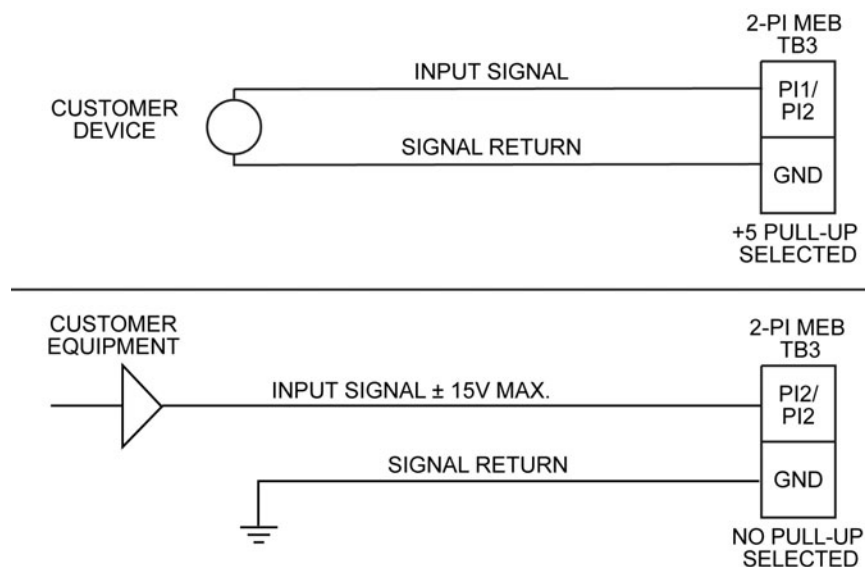 2-PI MEB
TB3
INPUT SIGNAL
PI1/
PI2
CUSTOMER
DEVICE
SIGNAL RETURN
GND
+5 PULL-UP
SELECTED
CUSTOMER
EQUIPMENT
2-PI MEB
TB3
INPUT SIGNAL ± 15V MAX.
PI2/
PI2
SIGNAL RETURN
GND
NO PULL-UP
SELECTED